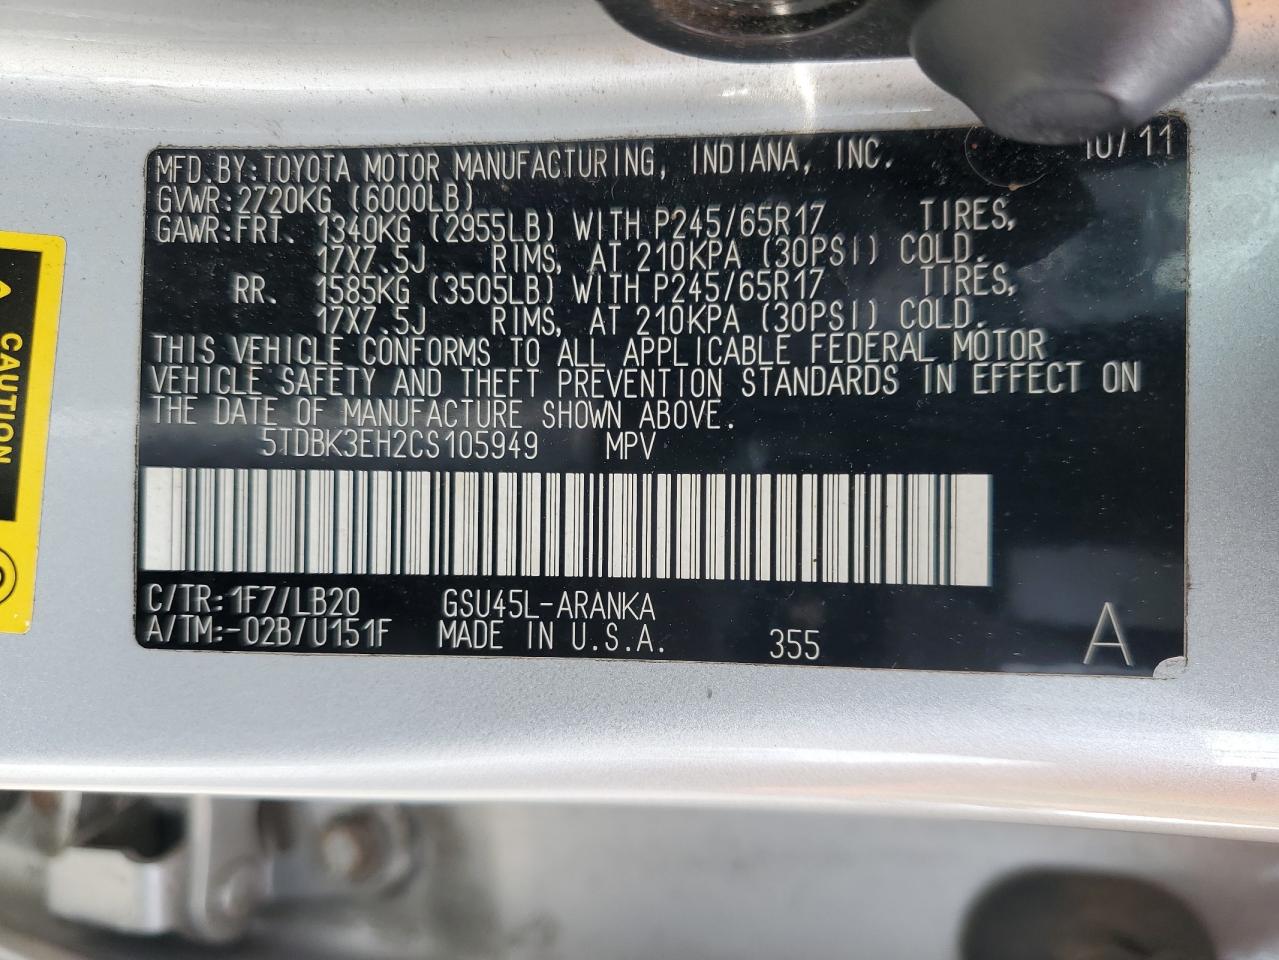 MFD.BY:TOYOTA MOTOR MANUFACTURING, INDIANA, INC. 10/11
GVWR:2720KG (6000LB)
GAWR:FRT. 1340KG (2955LB) WITH P245/65R17 TIRES,
17X7.5J RIMS, AT 210KPA (30PSI) COLD.
RR. 1585KG (3505LB) WITH P245/65R17 TIRES,
17X7.5J RIMS, AT 210KPA (30PSI) COLD.
THIS VEHICLE CONFORMS TO ALL APPLICABLE FEDERAL MOTOR
VEHICLE SAFETY AND THEFT PREVENTION STANDARDS IN EFFECT ON
THE DATE OF MANUFACTURE SHOWN ABOVE.
5TDBK3EH2CS105949 MPV
C/TR:1F7/LB20 GSU45L-ARANKA
A/TM:-02B/U151F MADE IN U.S.A. 355 A
CAUTION